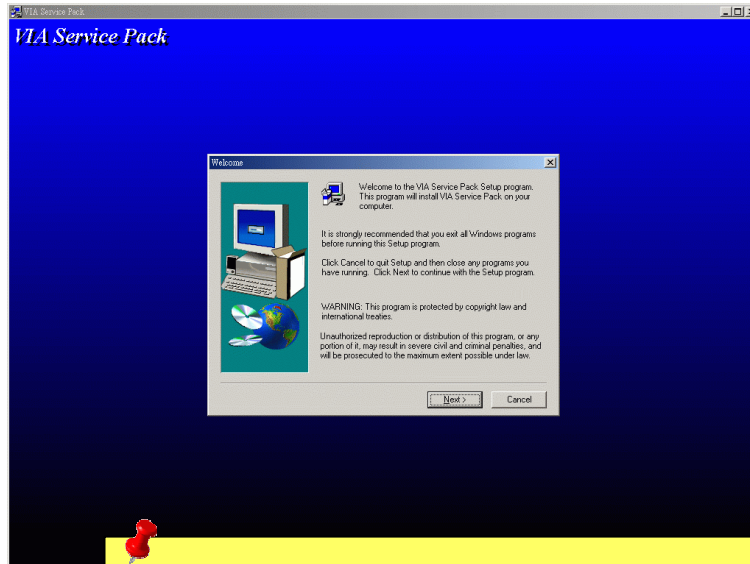 VIA Service Pack
VIA Service Pack
Welcome
Welcome to the VIA Service Pack Setup program.
This program will install VIA Service Pack on your
computer.
It is strongly recommended that you exit all Windows programs
before running this Setup program.
Click Cancel to quit Setup and then close any programs you
have running. Click Next to continue with the Setup program.
WARNING: This program is protected by copyright law and
international treaties.
Unauthorized reproduction or distribution of this program, or any
portion of it, may result in severe civil and criminal penalties, and
will be prosecuted to the maximum extent possible under law.
Next >
Cancel